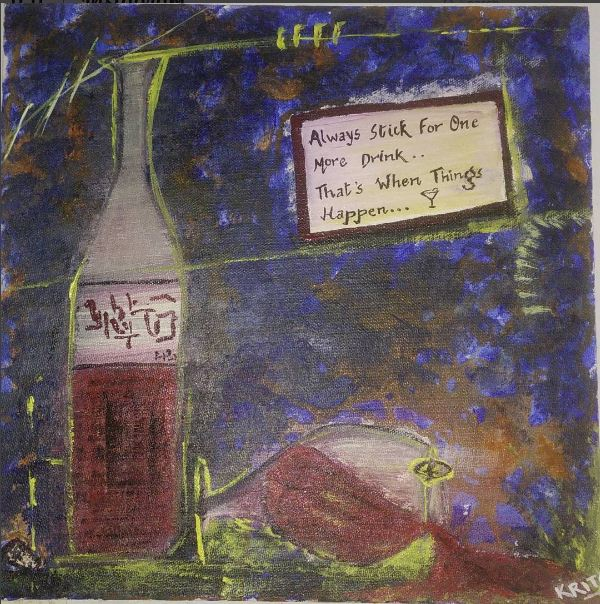 Always Stick For One
More Drink..
That's When Things
Happen...
KRIT